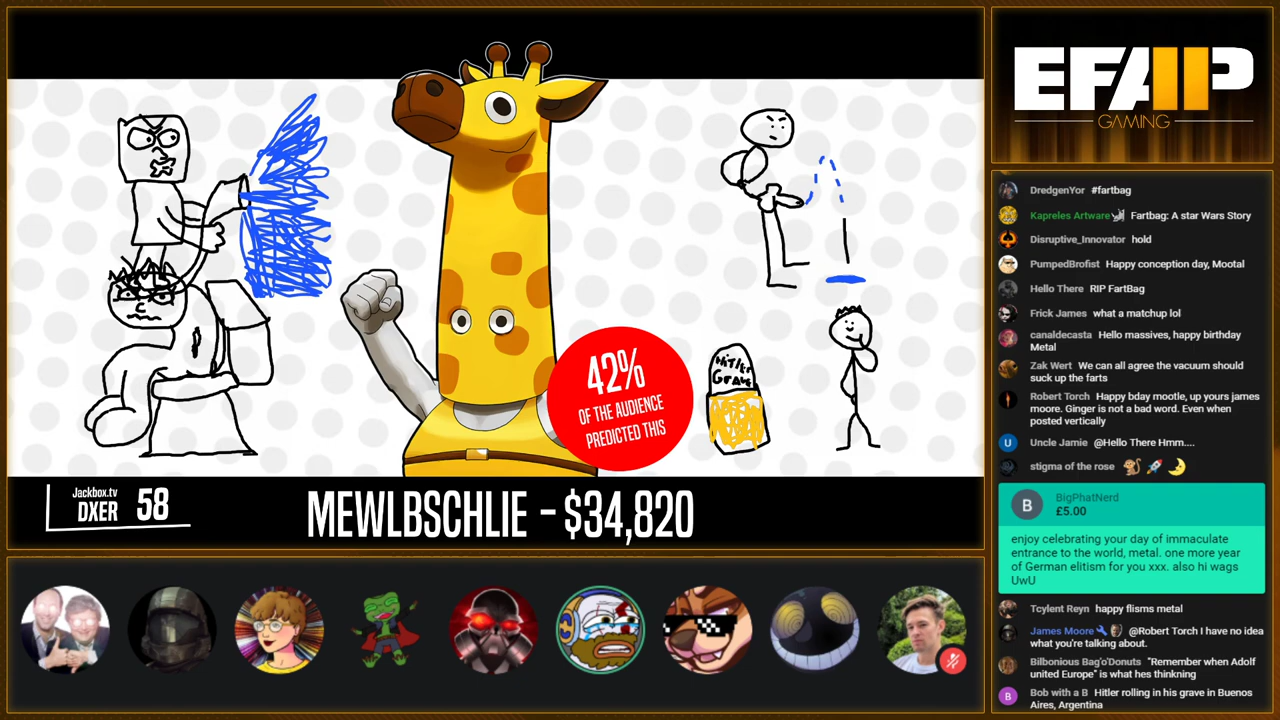 HiTlEr
GrAvE
42%
OF THE AUDIENCE
PREDICTED THIS
Jackbox.tv
DXER 58
MEWLBSCHLIE - $34,820
EFAIIP
GAMING
DredgenYor #fartbag
Kapreles Artware Fartbag: A star Wars Story
Disruptive_Innovator hold
PumpedBrofist Happy conception day, Mootal
Hello There RIP FartBag
Frick James what a matchup lol
canaldecasta Hello massives, happy birthday
Metal
Zak Wert We can all agree the vacuum should
suck up the farts
Robert Torch Happy bday mootle, up yours james
moore. Ginger is not a bad word. Even when
posted vertically
Uncle Jamie @Hello There Hmm....
stigma of the rose 🐒 🚀 🌛
B BigPhatNerd
£5.00
enjoy celebrating your day of immaculate
entrance to the world, metal. one more year
of German elitism for you xxx. also hi wags
UwU
Tcylent Reyn happy flisms metal
James Moore @Robert Torch I have no idea
what you're talking about.
Bilbonious Bag'o'Donuts "Remember when Adolf
united Europe" is what hes thinkning
Bob with a B Hitler rolling in his grave in Buenos
Aires, Argentina